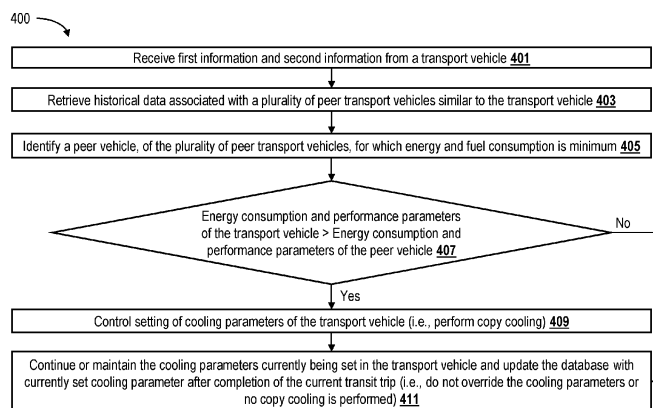 400
Receive first information and second information from a transport vehicle 401
Retrieve historical data associated with a plurality of peer transport vehicles similar to the transport vehicle 403
Identify a peer vehicle, of the plurality of peer transport vehicles, for which energy and fuel consumption is minimum 405
Energy consumption and performance parameters
of the transport vehicle > Energy consumption and
performance parameters of the peer vehicle 407
No
Yes
Control setting of cooling parameters of the transport vehicle (i.e., perform copy cooling) 409
Continue or maintain the cooling parameters currently being set in the transport vehicle and update the database with
currently set cooling parameter after completion of the current transit trip (i.e., do not override the cooling parameters or
no copy cooling is performed) 411